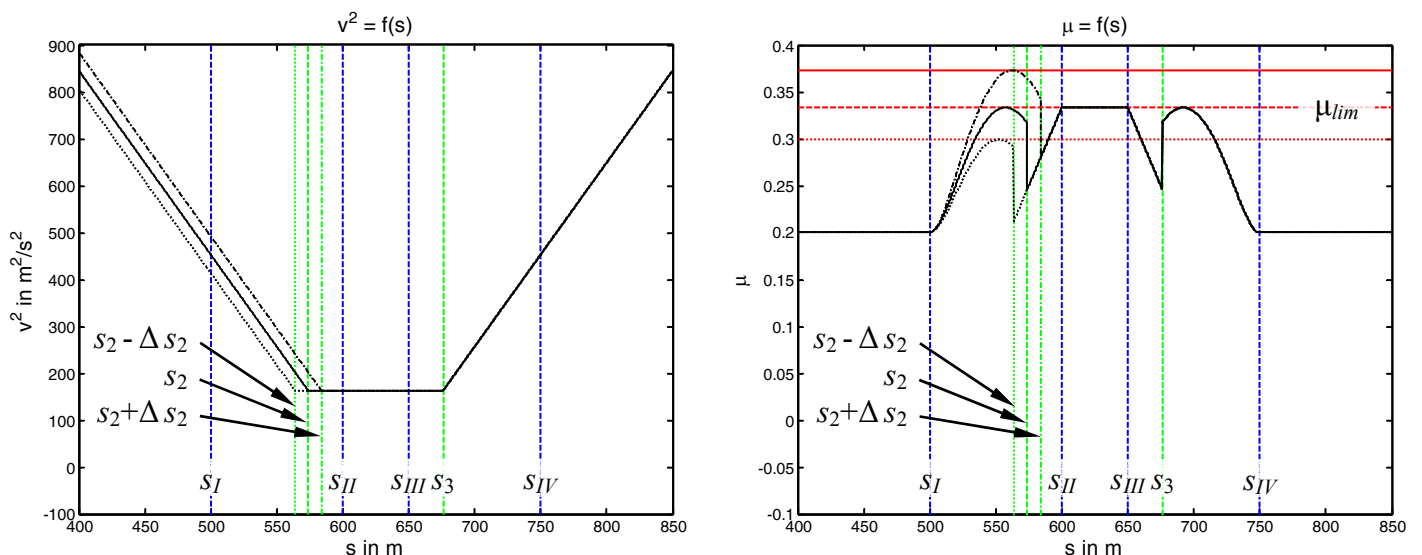 v² = f(s)
900
800
700
600
500
400
300
200
100
0
-100
v² in m²/s²
s₂ - Δ s₂
s₂
s₂+Δ s₂
s_I
s_II
s_III
s₃
s_IV
400
450
500
550
600
650
700
750
800
850
s in m
μ = f(s)
0.4
0.35
0.3
0.25
0.2
0.15
0.1
0.05
0
-0.05
-0.1
μ
μ_lim
s₂ - Δ s₂
s₂
s₂+Δ s₂
s_I
s_II
s_III
s₃
s_IV
400
450
500
550
600
650
700
750
800
850
s in m